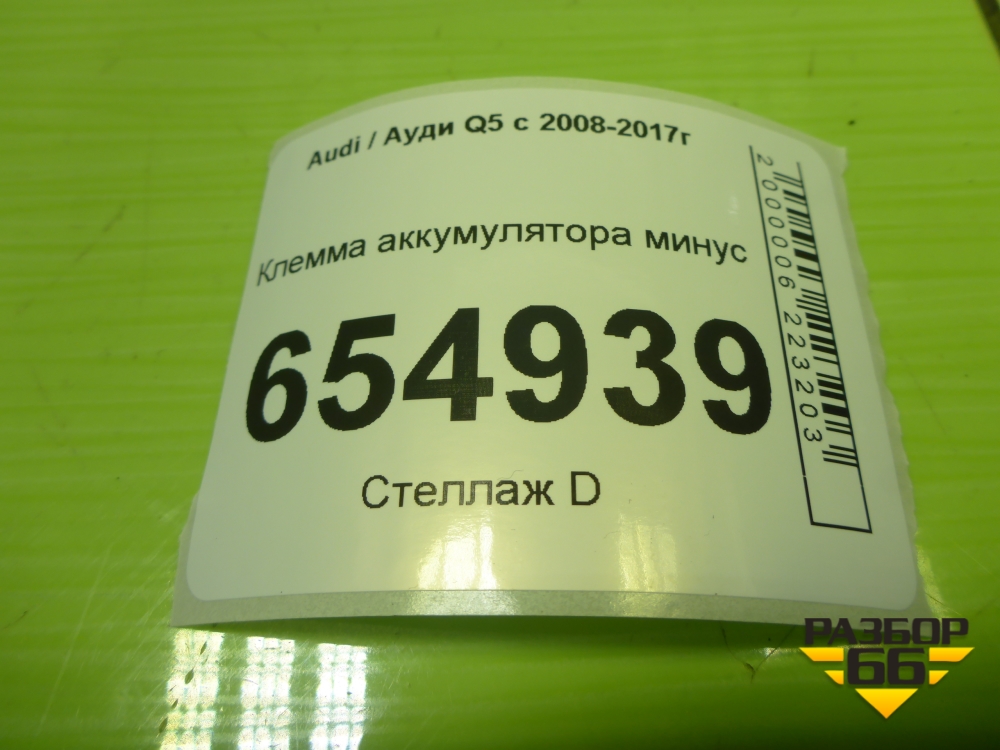 Audi / Ауди Q5 с 2008-2017г
Клемма аккумулятора минус
654939
Стеллаж D
2000006223203
РАЗБОР
66